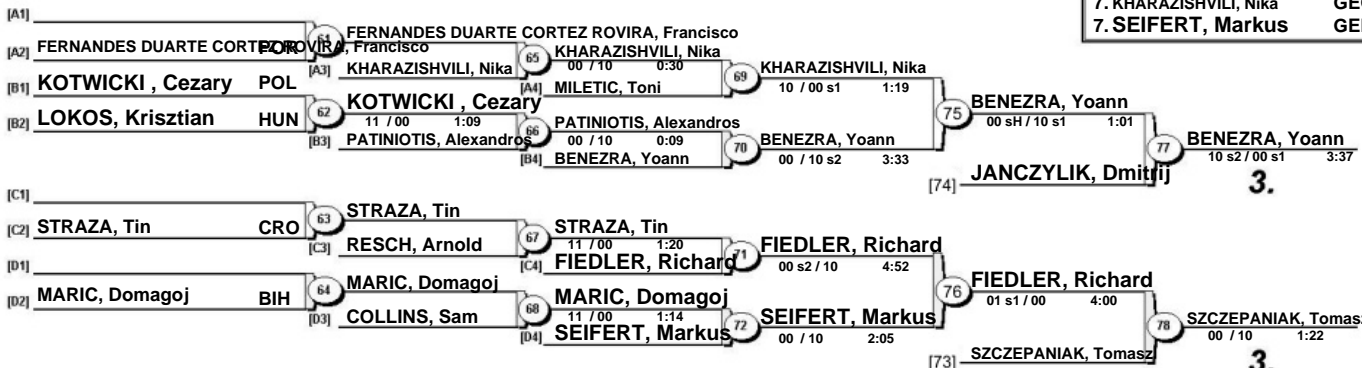 7. KHARAZISHVILI, Nika
7. SEIFERT, Markus
[A1]
[A2] FERNANDES DUARTE CORTEZ ROVIRA, Francisco POR
61
FERNANDES DUARTE CORTEZ ROVIRA, Francisco
[A3] KHARAZISHVILI, Nika
65
KHARAZISHVILI, Nika
00 / 10 0:30
[A4] MILETIC, Toni
69
KHARAZISHVILI, Nika
10 / 00 s1 1:19
[B1] KOTWICKI , Cezary POL
[B2] LOKOS, Krisztian HUN
62
KOTWICKI , Cezary
11 / 00 1:09
[B3] PATINIOTIS, Alexandros
66
PATINIOTIS, Alexandros
00 / 10 0:09
[B4] BENEZRA, Yoann
70
BENEZRA, Yoann
00 / 10 s2 3:33
75
BENEZRA, Yoann
00 sH / 10 s1 1:01
[74] JANCZYLIK, Dmitrij
77
BENEZRA, Yoann
10 s2 / 00 s1 3:37
3.
[C1]
[C2] STRAZA, Tin CRO
63
STRAZA, Tin
[C3] RESCH, Arnold
67
STRAZA, Tin
11 / 00 1:20
[C4] FIEDLER, Richard
71
FIEDLER, Richard
00 s2 / 10 4:52
[D1]
[D2] MARIC, Domagoj BIH
64
MARIC, Domagoj
[D3] COLLINS, Sam
68
MARIC, Domagoj
11 / 00 1:14
[D4] SEIFERT, Markus
72
SEIFERT, Markus
00 / 10 2:05
76
FIEDLER, Richard
01 s1 / 00 4:00
[73] SZCZEPANIAK, Tomasz
78
SZCZEPANIAK, Tomasz
00 / 10 1:22
3.